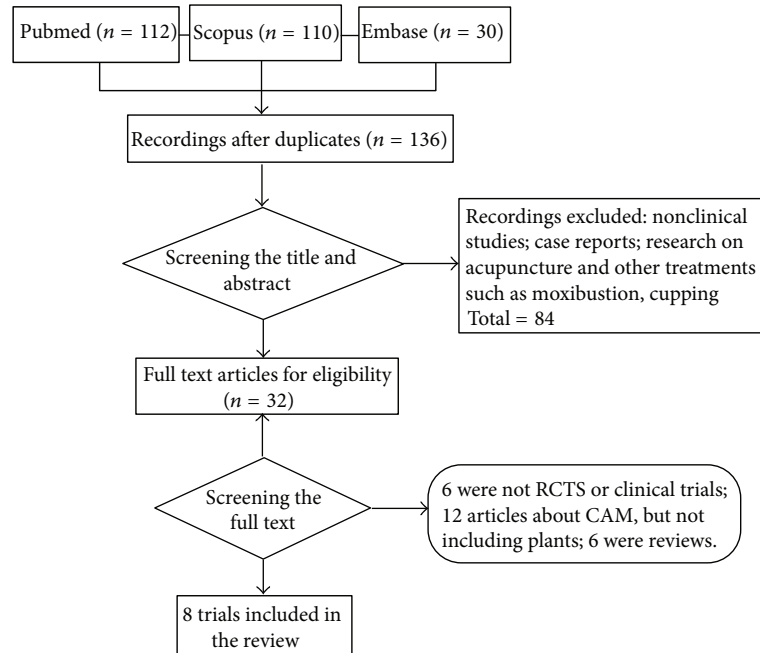 Pubmed (n = 112)
Scopus (n = 110)
Embase (n = 30)
Recordings after duplicates (n = 136)
Screening the title and
abstract
Recordings excluded: nonclinical
studies; case reports; research on
acupuncture and other treatments
such as moxibustion, cupping
Total = 84
Full text articles for eligibility
(n = 32)
Screening the
full text
6 were not RCTS or clinical trials;
12 articles about CAM, but not
including plants; 6 were reviews.
8 trials included in
the review